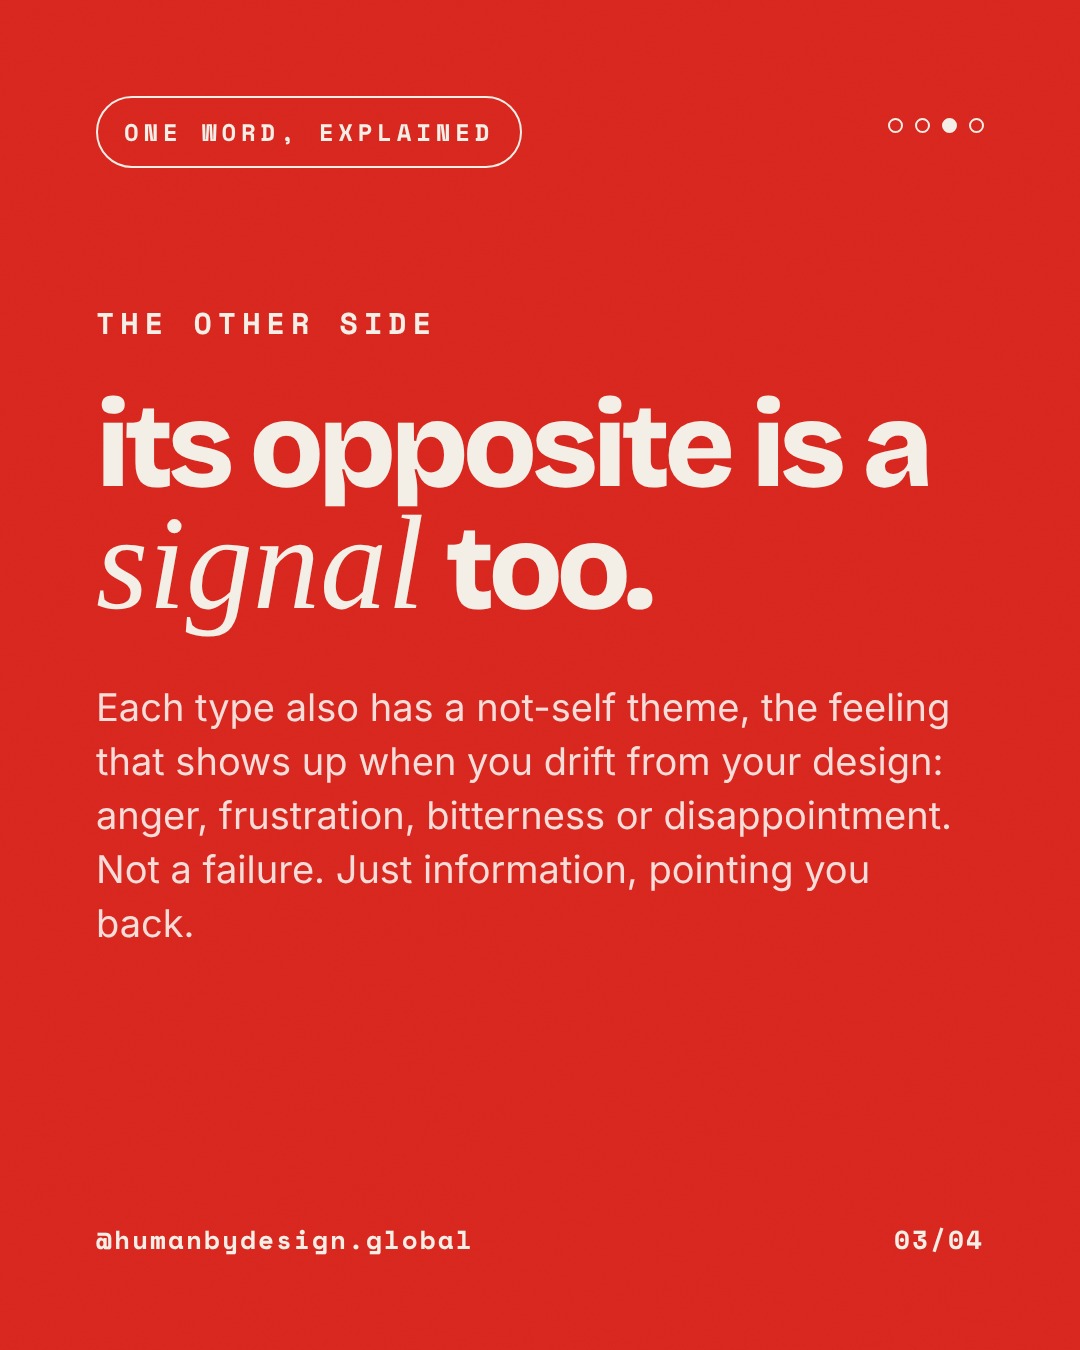 ONE WORD, EXPLAINED
THE OTHER SIDE
its opposite is a
signal too.
Each type also has a not-self theme, the feeling
that shows up when you drift from your design:
anger, frustration, bitterness or disappointment.
Not a failure. Just information, pointing you
back.
@humanbydesign.global
03/04